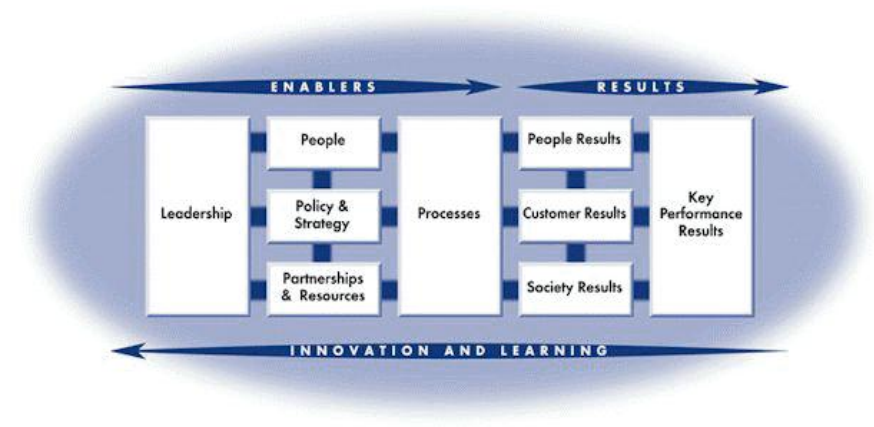 ENABLERS
RESULTS
People
People Results
Leadership
Policy &
Strategy
Processes
Customer Results
Key
Performance
Results
Partnerships
& Resources
Society Results
INNOVATION AND LEARNING